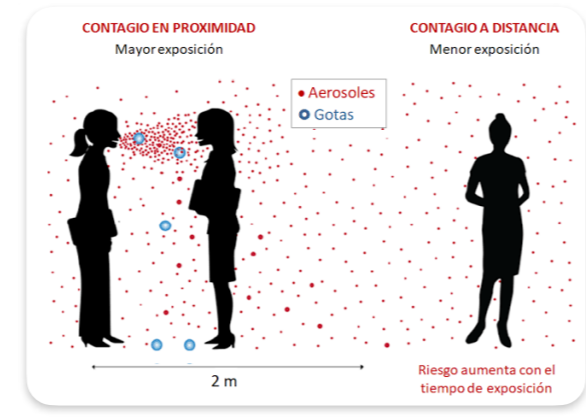 CONTAGIO EN PROXIMIDAD
Mayor exposición
CONTAGIO A DISTANCIA
Menor exposición
Aerosoles
Gotas
2 m
Riesgo aumenta con el
tiempo de exposición